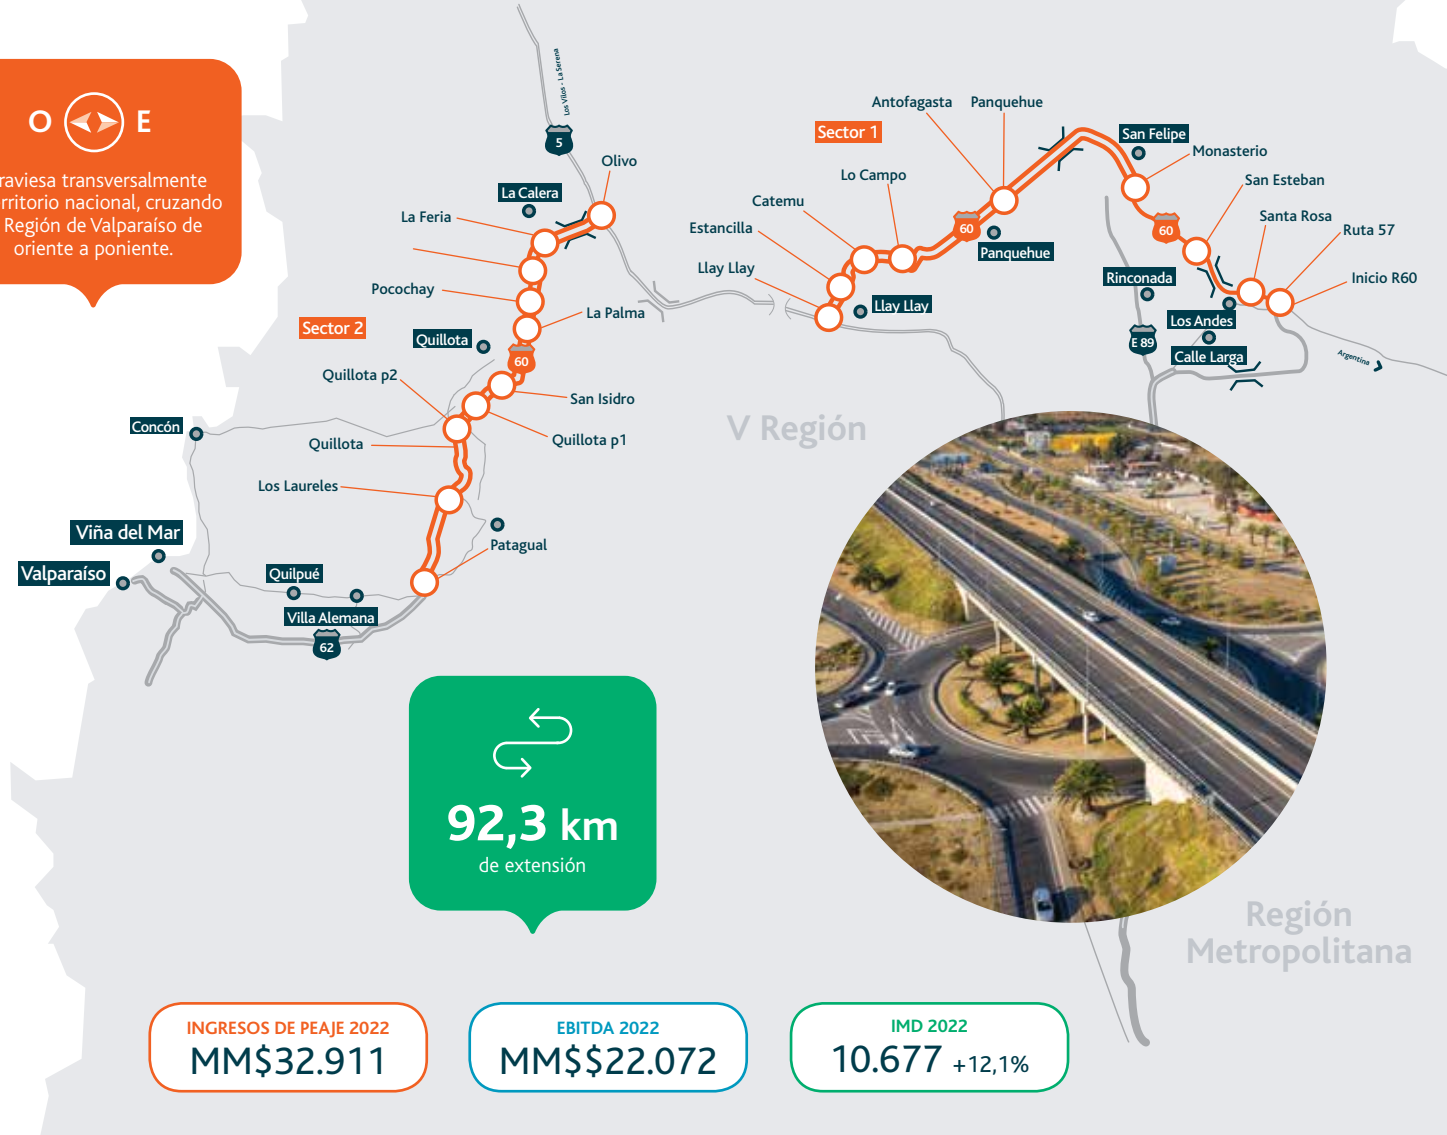 O E
raviesa transversalmente
rritorio nacional, cruzando
Región de Valparaíso de
oriente a poniente.
Los Vilos - La Serena
5
Olivo
La Calera
La Feria
Pocochay
La Palma
Sector 2
Quillota
60
Quillota p2
San Isidro
Quillota p1
Concón
Quillota
Los Laureles
Patagual
Viña del Mar
Valparaíso
Quilpué
Villa Alemana
62
Sector 1
Antofagasta
Panquehue
Lo Campo
Catemu
Estancilla
Llay Llay
Llay Llay
60
Panquehue
San Felipe
Monasterio
San Esteban
60
Santa Rosa
Ruta 57
Inicio R60
Rinconada
Los Andes
E 89
Calle Larga
Argentina
V Región
92,3 km
de extensión
Región
Metropolitana
INGRESOS DE PEAJE 2022
MM$32.911
EBITDA 2022
MM$$22.072
IMD 2022
10.677 +12,1%